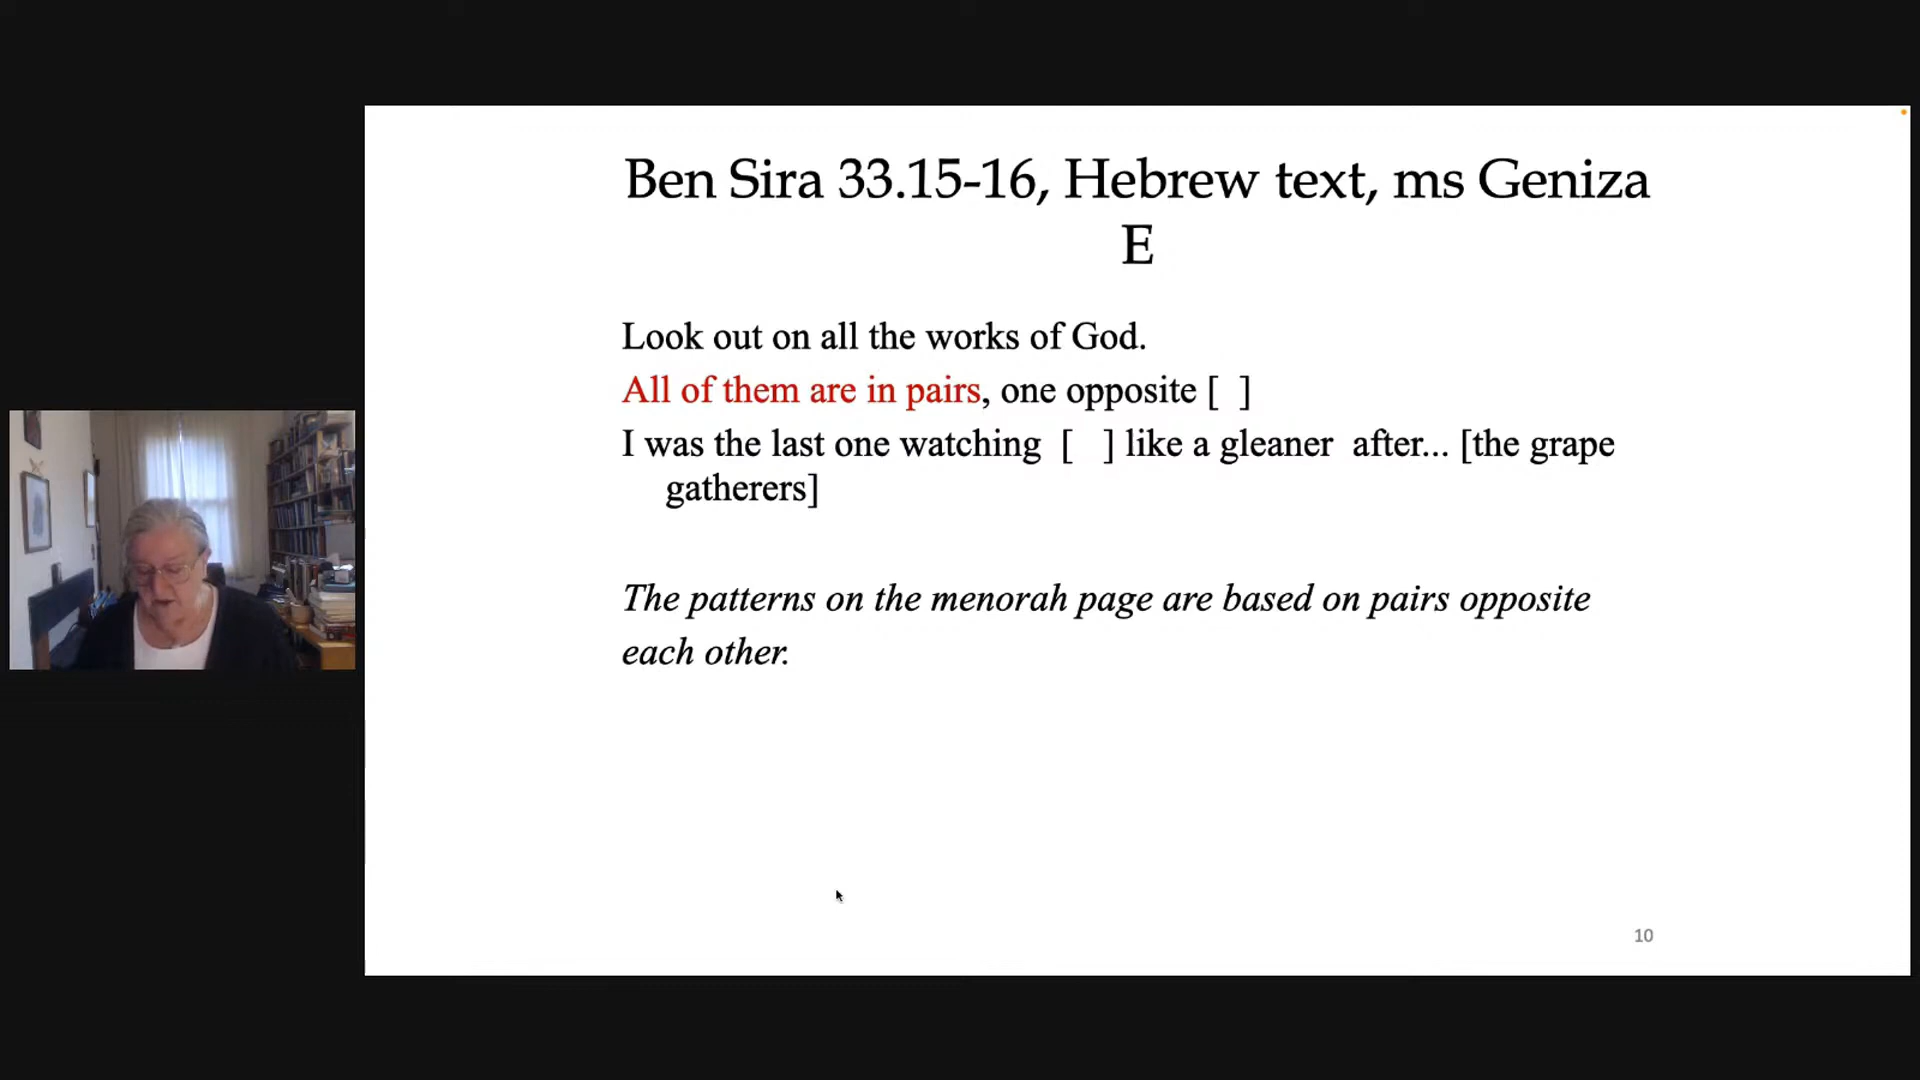 Ben Sira 33.15-16, Hebrew text, ms Geniza
E
Look out on all the works of God.
All of them are in pairs, one opposite [  ]
I was the last one watching  [   ] like a gleaner  after... [the grape
gatherers]
The patterns on the menorah page are based on pairs opposite
each other.
10